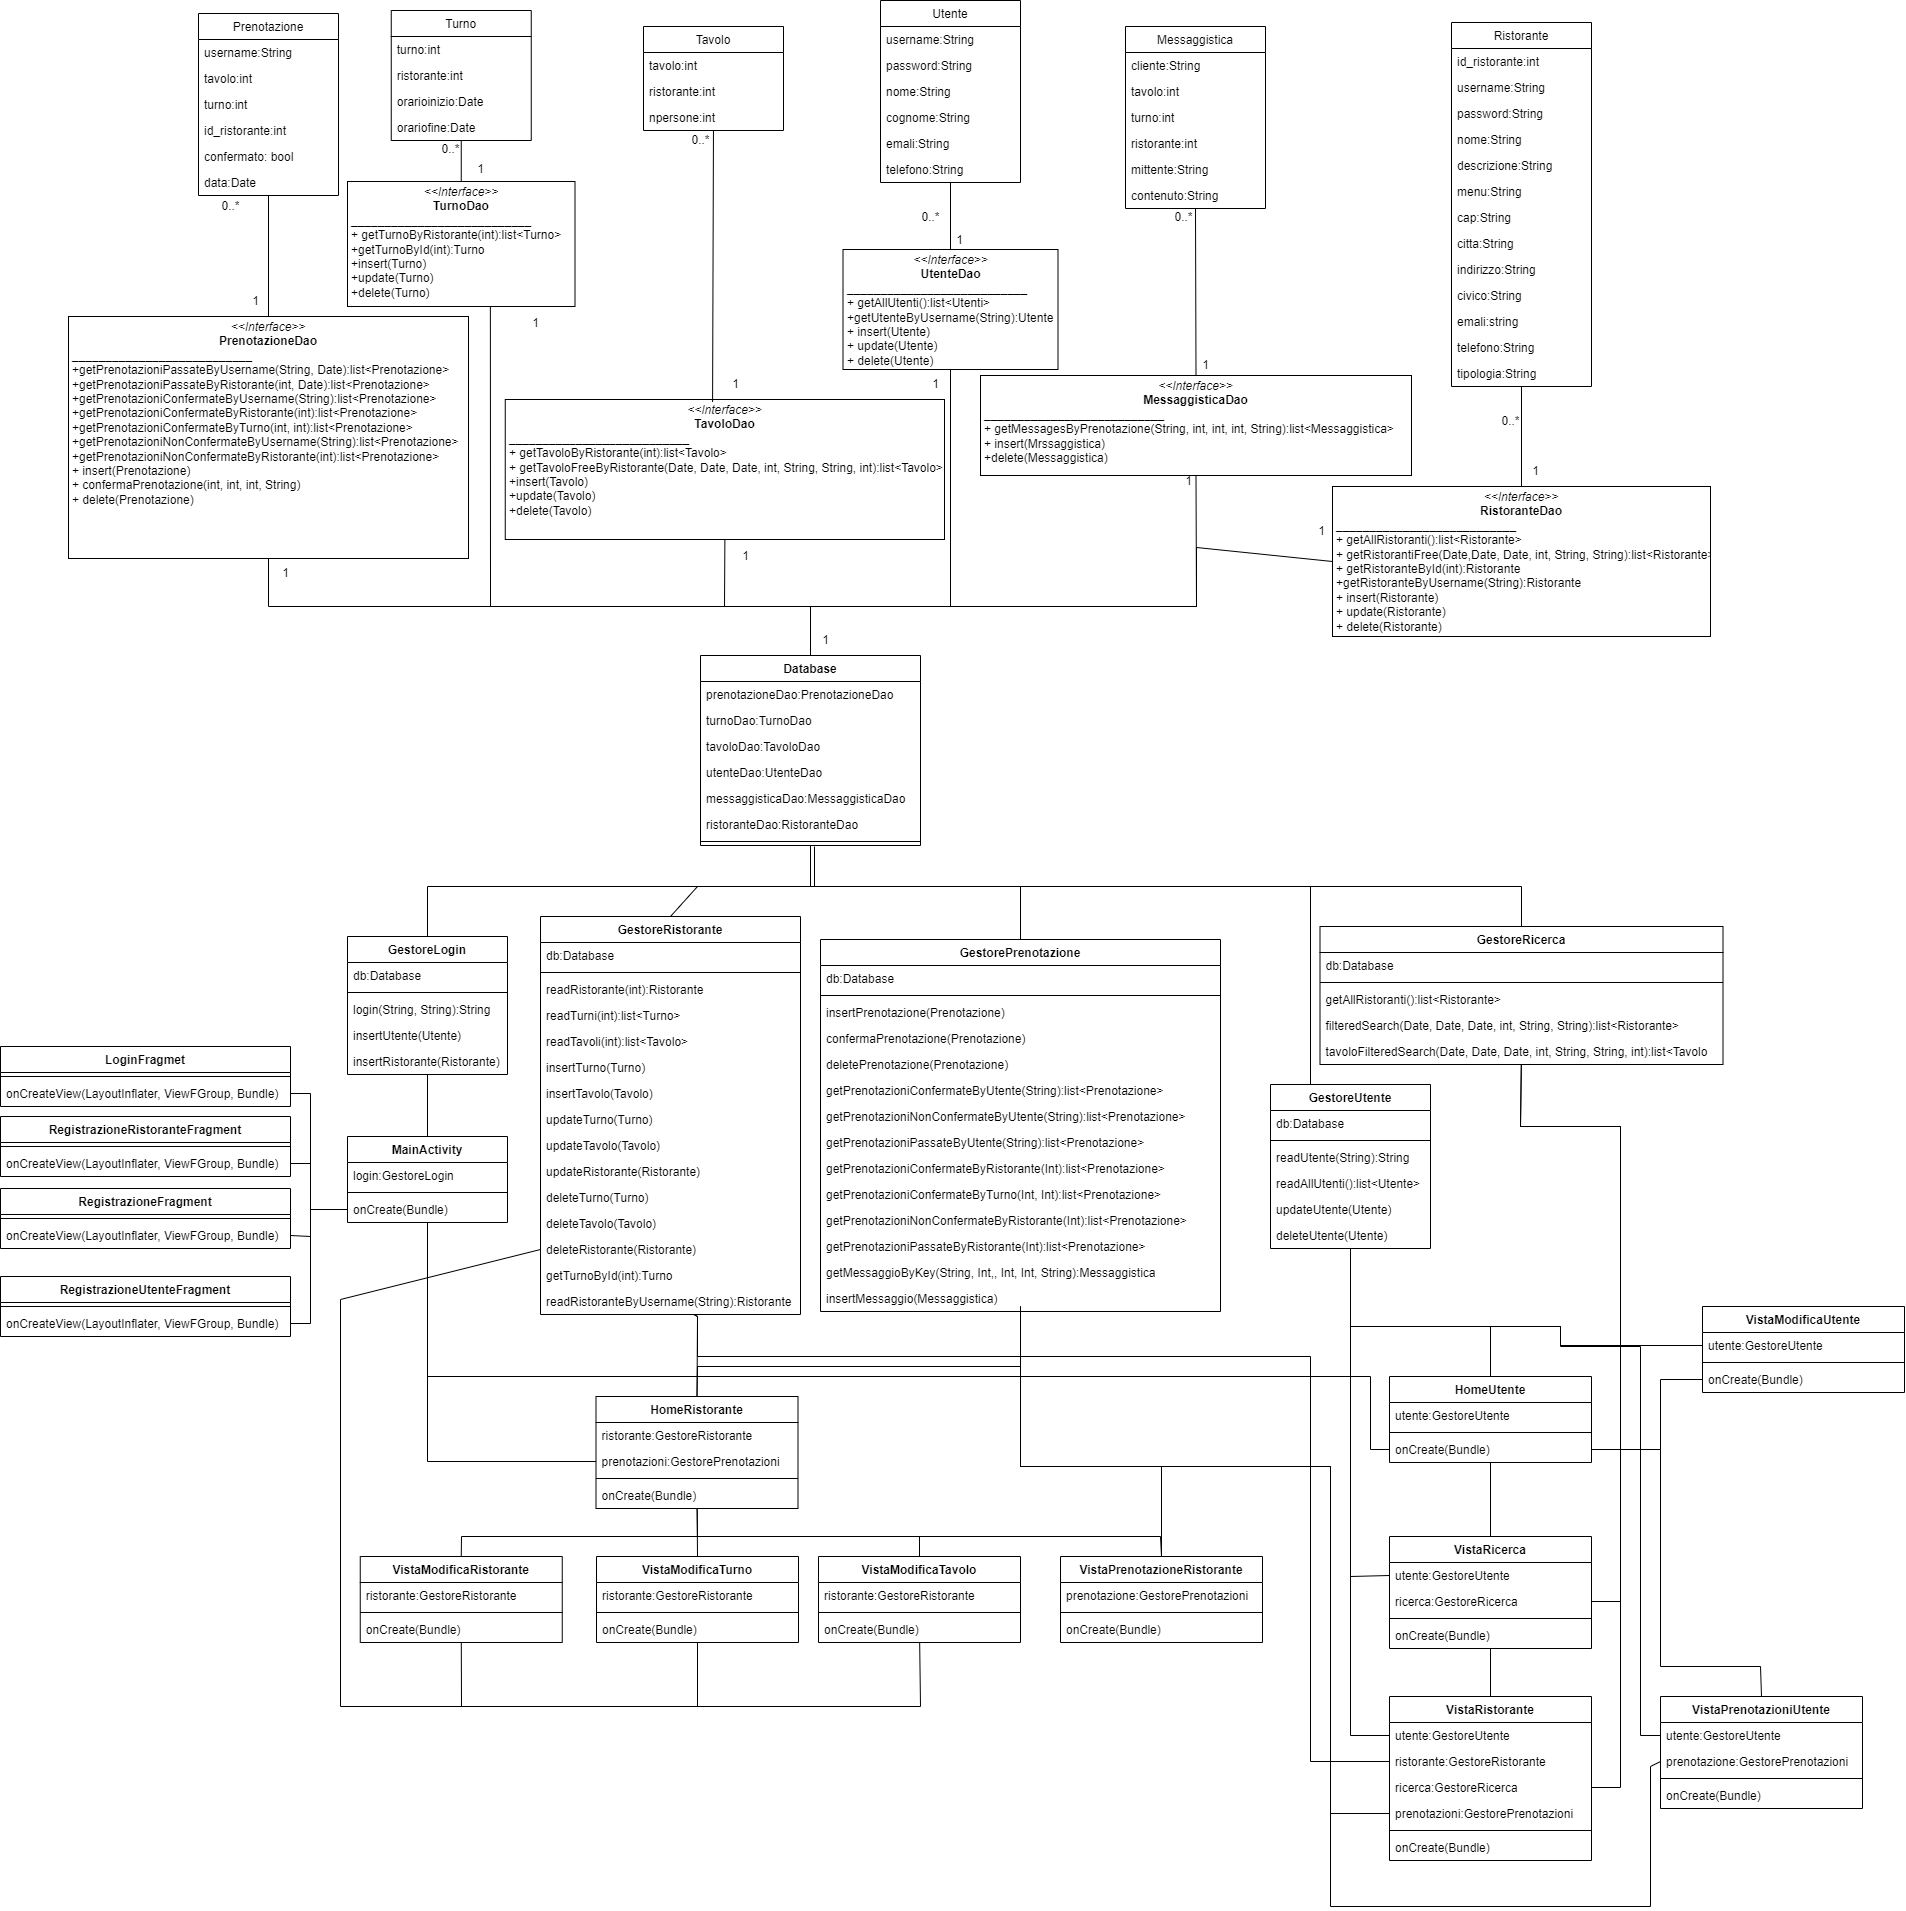 Prenotazione
username:String
tavolo:int
turno:int
id_ristorante:int
confermato: bool
data:Date
0..*
1
Turno
turno:int
ristorante:int
orarioinizio:Date
orariofine:Date
0..*
1
Tavolo
tavolo:int
ristorante:int
npersone:int
0..*
1
Utente
username:String
password:String
nome:String
cognome:String
emali:String
telefono:String
0..*
1
Messaggistica
cliente:String
tavolo:int
turno:int
ristorante:int
mittente:String
contenuto:String
0..*
1
Ristorante
id_ristorante:int
username:String
password:String
nome:String
descrizione:String
menu:String
cap:String
citta:String
indirizzo:String
civico:String
emali:string
telefono:String
tipologia:String
0..*
1
<<Interface>>
PrenotazioneDao
+getPrenotazioniPassateByUsername(String, Date):list<Prenotazione>
+getPrenotazioniPassateByRistorante(int, Date):list<Prenotazione>
+getPrenotazioniConfermateByUsername(String):list<Prenotazione>
+getPrenotazioniConfermateByRistorante(int):list<Prenotazione>
+getPrenotazioniConfermateByTurno(int, int):list<Prenotazione>
+getPrenotazioniNonConfermateByUsername(String):list<Prenotazione>
+getPrenotazioniNonConfermateByRistorante(int):list<Prenotazione>
+ insert(Prenotazione)
+ confermaPrenotazione(int, int, int, String)
+ delete(Prenotazione)
1
<<Interface>>
TurnoDao
+ getTurnoByRistorante(int):list<Turno>
+getTurnoById(int):Turno
+insert(Turno)
+update(Turno)
+delete(Turno)
1
<<Interface>>
TavoloDao
+ getTavoloByRistorante(int):list<Tavolo>
+ getTavoloFreeByRistorante(Date, Date, Date, int, String, String, int):list<Tavolo>
+insert(Tavolo)
+update(Tavolo)
+delete(Tavolo)
1
<<Interface>>
UtenteDao
+ getAllUtenti():list<Utenti>
+getUtenteByUsername(String):Utente
+ insert(Utente)
+ update(Utente)
+ delete(Utente)
1
<<Interface>>
MessaggisticaDao
+ getMessagesByPrenotazione(String, int, int, int, String):list<Messaggistica>
+ insert(Mrssaggistica)
+delete(Messaggistica)
1
<<Interface>>
RistoranteDao
+ getAllRistoranti():list<Ristorante>
+ getRistorantiFree(Date,Date, Date, int, String, String):list<Ristorante>
+ getRistoranteById(int):Ristorante
+getRistoranteByUsername(String):Ristorante
+ insert(Ristorante)
+ update(Ristorante)
+ delete(Ristorante)
1
1
Database
prenotazioneDao:PrenotazioneDao
turnoDao:TurnoDao
tavoloDao:TavoloDao
utenteDao:UtenteDao
messaggisticaDao:MessaggisticaDao
ristoranteDao:RistoranteDao
GestoreLogin
db:Database
login(String, String):String
insertUtente(Utente)
insertRistorante(Ristorante)
GestoreRistorante
db:Database
readRistorante(int):Ristorante
readTurni(int):list<Turno>
readTavoli(int):list<Tavolo>
insertTurno(Turno)
insertTavolo(Tavolo)
updateTurno(Turno)
updateTavolo(Tavolo)
updateRistorante(Ristorante)
deleteTurno(Turno)
deleteTavolo(Tavolo)
deleteRistorante(Ristorante)
getTurnoById(int):Turno
readRistoranteByUsername(String):Ristorante
GestorePrenotazione
db:Database
insertPrenotazione(Prenotazione)
confermaPrenotazione(Prenotazione)
deletePrenotazione(Prenotazione)
getPrenotazioniConfermateByUtente(String):list<Prenotazione>
getPrenotazioniNonConfermateByUtente(String):list<Prenotazione>
getPrenotazioniPassateByUtente(String):list<Prenotazione>
getPrenotazioniConfermateByRistorante(Int):list<Prenotazione>
getPrenotazioniConfermateByTurno(Int, Int):list<Prenotazione>
getPrenotazioniNonConfermateByRistorante(Int):list<Prenotazione>
getPrenotazioniPassateByRistorante(Int):list<Prenotazione>
getMessaggioByKey(String, Int,, Int, Int, String):Messaggistica
insertMessaggio(Messaggistica)
GestoreRicerca
db:Database
getAllRistoranti():list<Ristorante>
filteredSearch(Date, Date, Date, int, String, String):list<Ristorante>
tavoloFilteredSearch(Date, Date, Date, int, String, String, int):list<Tavolo
GestoreUtente
db:Database
readUtente(String):String
readAllUtenti():list<Utente>
updateUtente(Utente)
deleteUtente(Utente)
LoginFragmet
onCreateView(LayoutInflater, ViewFGroup, Bundle)
RegistrazioneRistoranteFragment
onCreateView(LayoutInflater, ViewFGroup, Bundle)
RegistrazioneFragment
onCreateView(LayoutInflater, ViewFGroup, Bundle)
RegistrazioneUtenteFragment
onCreateView(LayoutInflater, ViewFGroup, Bundle)
MainActivity
login:GestoreLogin
onCreate(Bundle)
VistaModificaUtente
utente:GestoreUtente
onCreate(Bundle)
HomeRistorante
ristorante:GestoreRistorante
prenotazioni:GestorePrenotazioni
onCreate(Bundle)
HomeUtente
utente:GestoreUtente
onCreate(Bundle)
VistaModificaRistorante
ristorante:GestoreRistorante
onCreate(Bundle)
VistaModificaTurno
ristorante:GestoreRistorante
onCreate(Bundle)
VistaModificaTavolo
ristorante:GestoreRistorante
onCreate(Bundle)
VistaPrenotazioneRistorante
prenotazione:GestorePrenotazioni
onCreate(Bundle)
VistaRicerca
utente:GestoreUtente
ricerca:GestoreRicerca
onCreate(Bundle)
VistaRistorante
utente:GestoreUtente
ristorante:GestoreRistorante
ricerca:GestoreRicerca
prenotazioni:GestorePrenotazioni
onCreate(Bundle)
VistaPrenotazioniUtente
utente:GestoreUtente
prenotazione:GestorePrenotazioni
onCreate(Bundle)